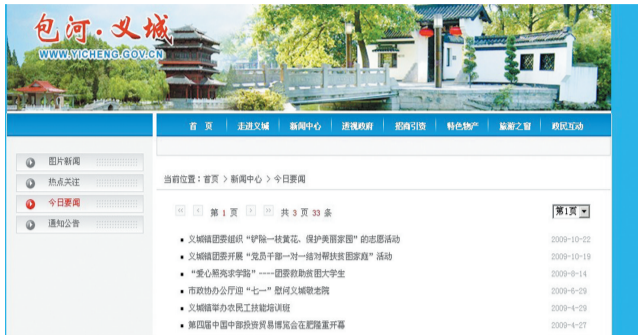 包河·义城
WWW.YICHENG.GOV.CN
首 页 走进义城 新闻中心 透视政府 招商引资 特色物产 旅游之窗 政民互动
图片新闻
热点关注
今日要闻
通知公告
当前位置：首页 > 新闻中心 > 今日要闻
第 1 页 共 3 页 33 条 第1页
义城镇团委组织“铲除一枝黄花、保护美丽家园”的志愿活动 2009-10-22
义城镇团委开展“党员干部一对一结对帮扶贫困家庭”活动 2009-10-19
“爱心照亮求学路”----团委救助贫困大学生 2009-9-14
市政协办公厅迎“七一”慰问义城敬老院 2009-6-29
义城镇举办农民工技能培训班 2009-4-29
第四届中国中部投资贸易博览会在肥隆重开幕 2009-4-27